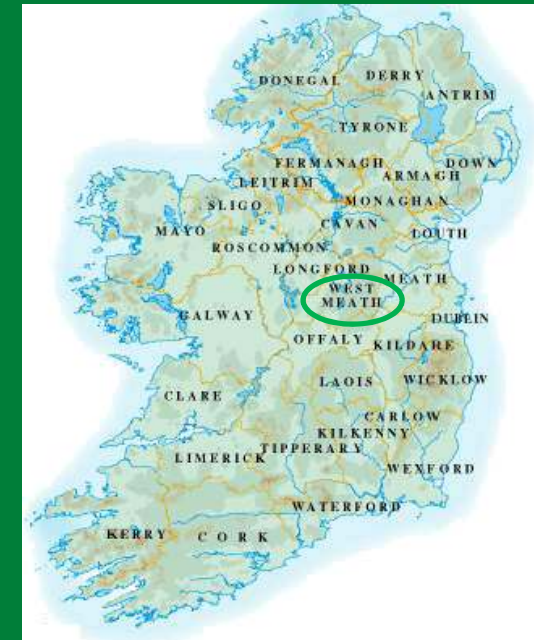 DONEGAL
DERRY
ANTRIM
TYRONE
FERMANAGH
DOWN
ARMAGH
LEITRIM
MONAGHAN
SLIGO
CAVAN
MAYO
LOUTH
ROSCOMMON
LONGFORD
MEATH
WEST
MEATH
GALWAY
DUBLIN
OFFALY
KILDARE
LAOIS
WICKLOW
CLARE
CARLOW
KILKENNY
TIPPERARY
LIMERICK
WEXFORD
WATERFORD
KERRY
CORK